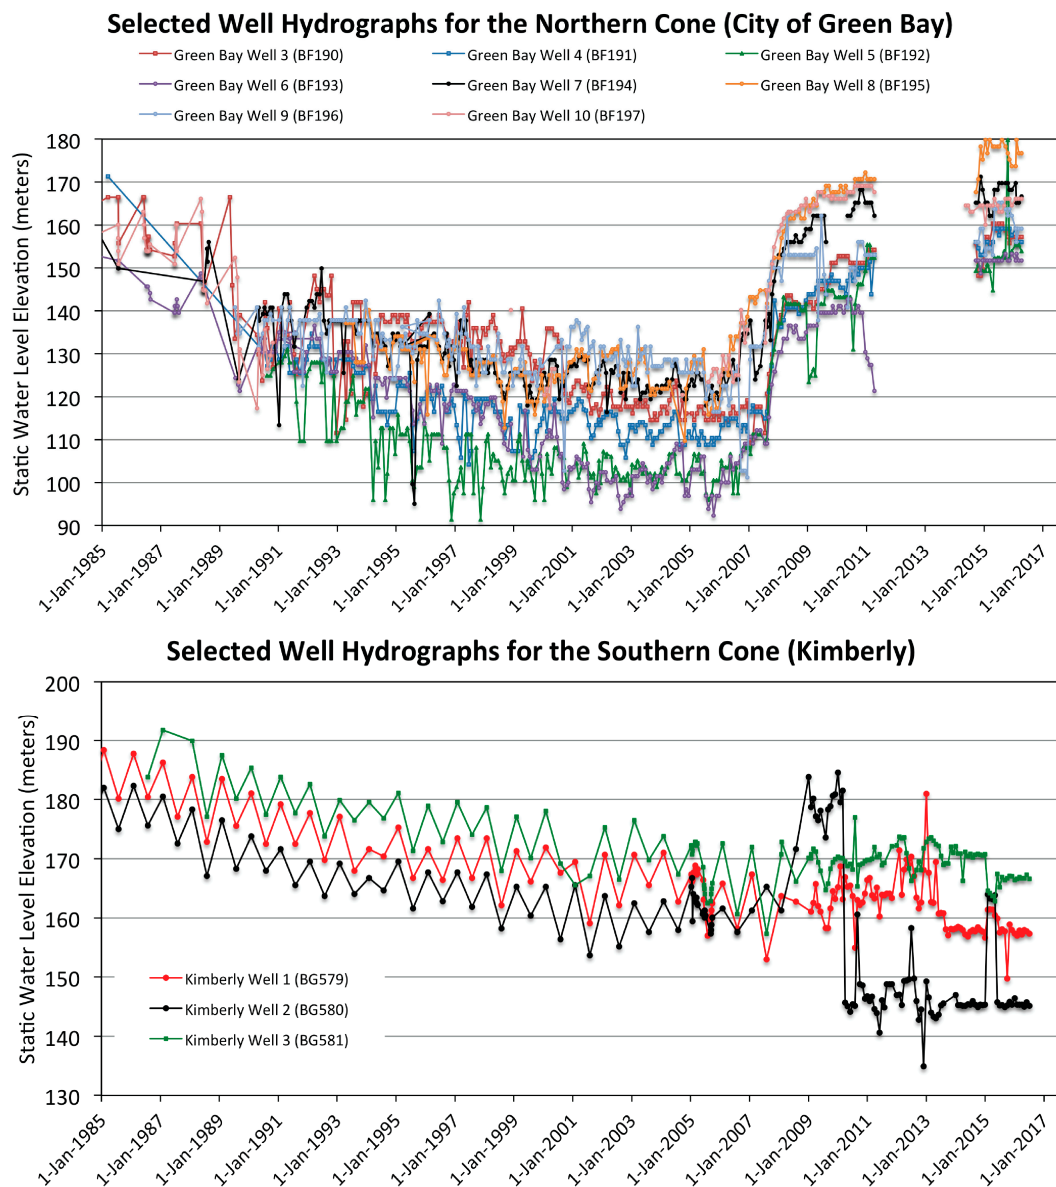 Selected Well Hydrographs for the Northern Cone (City of Green Bay)
Green Bay Well 3 (BF190)
Green Bay Well 4 (BF191)
Green Bay Well 5 (BF192)
Green Bay Well 6 (BF193)
Green Bay Well 7 (BF194)
Green Bay Well 8 (BF195)
Green Bay Well 9 (BF196)
Green Bay Well 10 (BF197)
Static Water Level Elevation (meters)
180
170
160
150
140
130
120
110
100
90
1-Jan-1985
1-Jan-1987
1-Jan-1989
1-Jan-1991
1-Jan-1993
1-Jan-1995
1-Jan-1997
1-Jan-1999
1-Jan-2001
1-Jan-2003
1-Jan-2005
1-Jan-2007
1-Jan-2009
1-Jan-2011
1-Jan-2013
1-Jan-2015
1-Jan-2017
Selected Well Hydrographs for the Southern Cone (Kimberly)
Static Water Level Elevation (meters)
200
190
180
170
160
150
140
130
Kimberly Well 1 (BG579)
Kimberly Well 2 (BG580)
Kimberly Well 3 (BG581)
1-Jan-1985
1-Jan-1987
1-Jan-1989
1-Jan-1991
1-Jan-1993
1-Jan-1995
1-Jan-1997
1-Jan-1999
1-Jan-2001
1-Jan-2003
1-Jan-2005
1-Jan-2007
1-Jan-2009
1-Jan-2011
1-Jan-2013
1-Jan-2015
1-Jan-2017